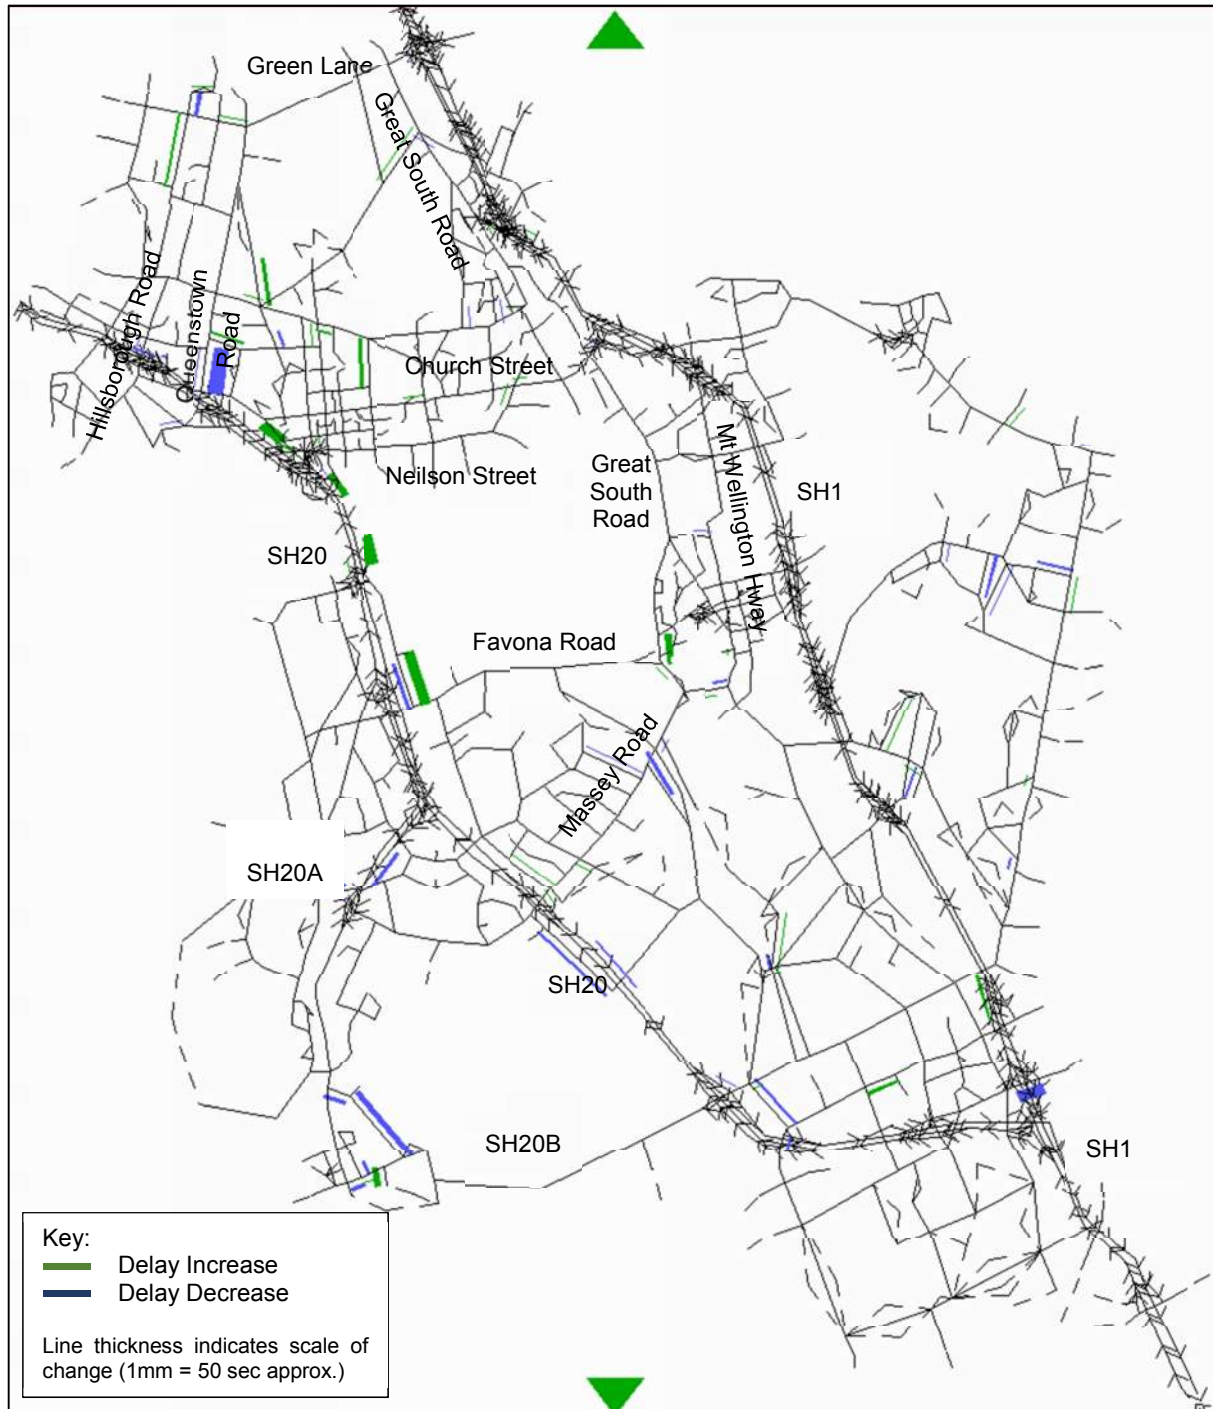 Green Lane
Great South Road
Hillsborough Road
Queenstown
Road
Church Street
Neilson Street
Great
South
Road
Mt Wellington Hway
SH1
SH20
Favona Road
Massey Road
SH20A
SH20
SH20B
SH1
Key:
Delay Increase
Delay Decrease
Line thickness indicates scale of
change (1mm = 50 sec approx.)